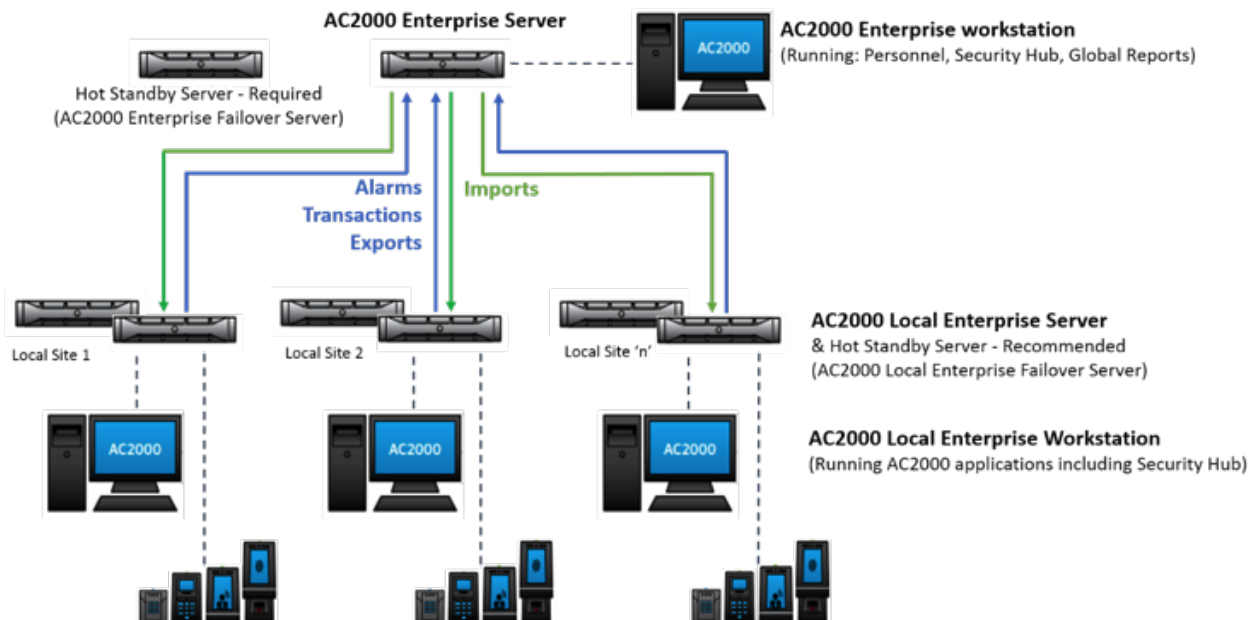 AC2000 Enterprise Server
AC2000 Enterprise workstation
(Running: Personnel, Security Hub, Global Reports)
AC2000
Hot Standby Server - Required
(AC2000 Enterprise Failover Server)
Alarms
Transactions
Exports
Imports
Local Site 1
Local Site 2
Local Site ‘n’
AC2000 Local Enterprise Server
& Hot Standby Server - Recommended
(AC2000 Local Enterprise Failover Server)
AC2000
AC2000
AC2000
AC2000 Local Enterprise Workstation
(Running AC2000 applications including Security Hub)